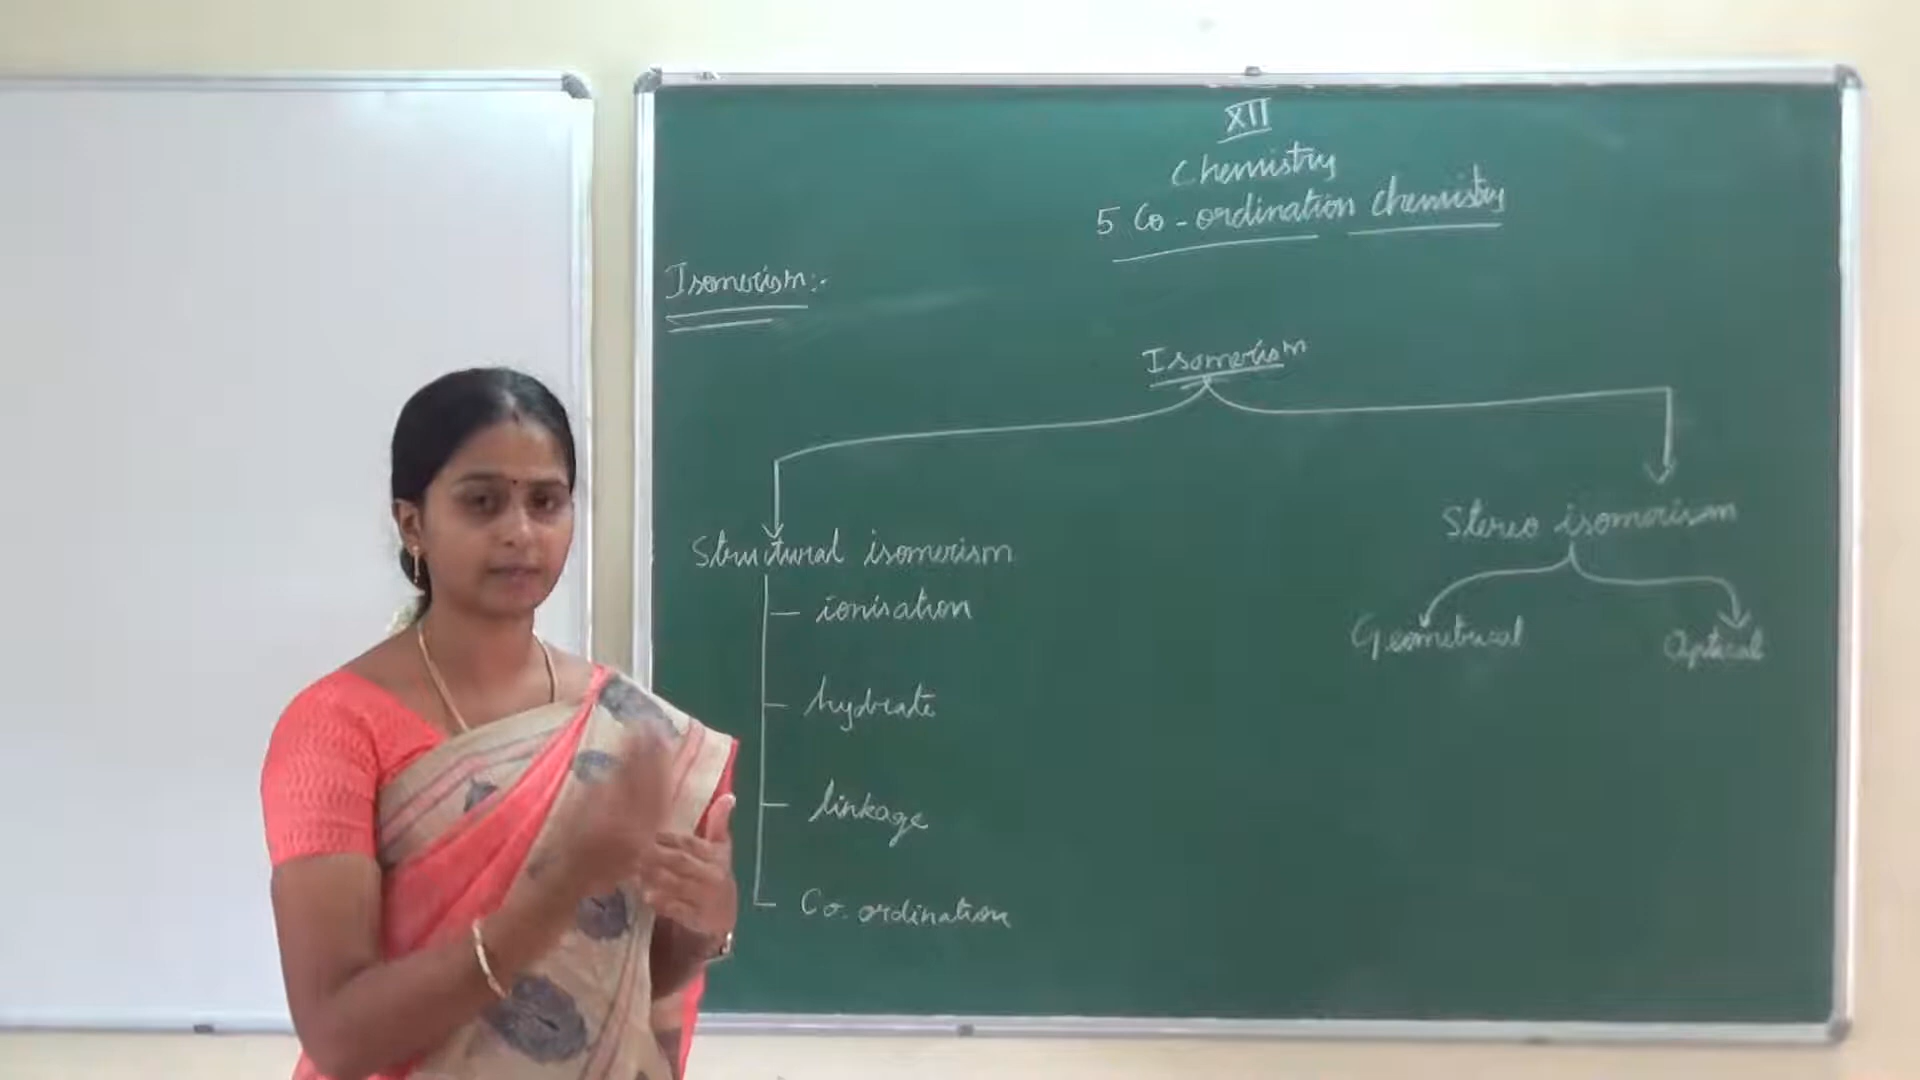 XII
Chemistry
5 Co-ordination chemistry
Isomerism:-
Isomerism
Structural isomerism
Stereo isomerism
ionisation
Geometrical
optical
hydrate
linkage
Co-ordination